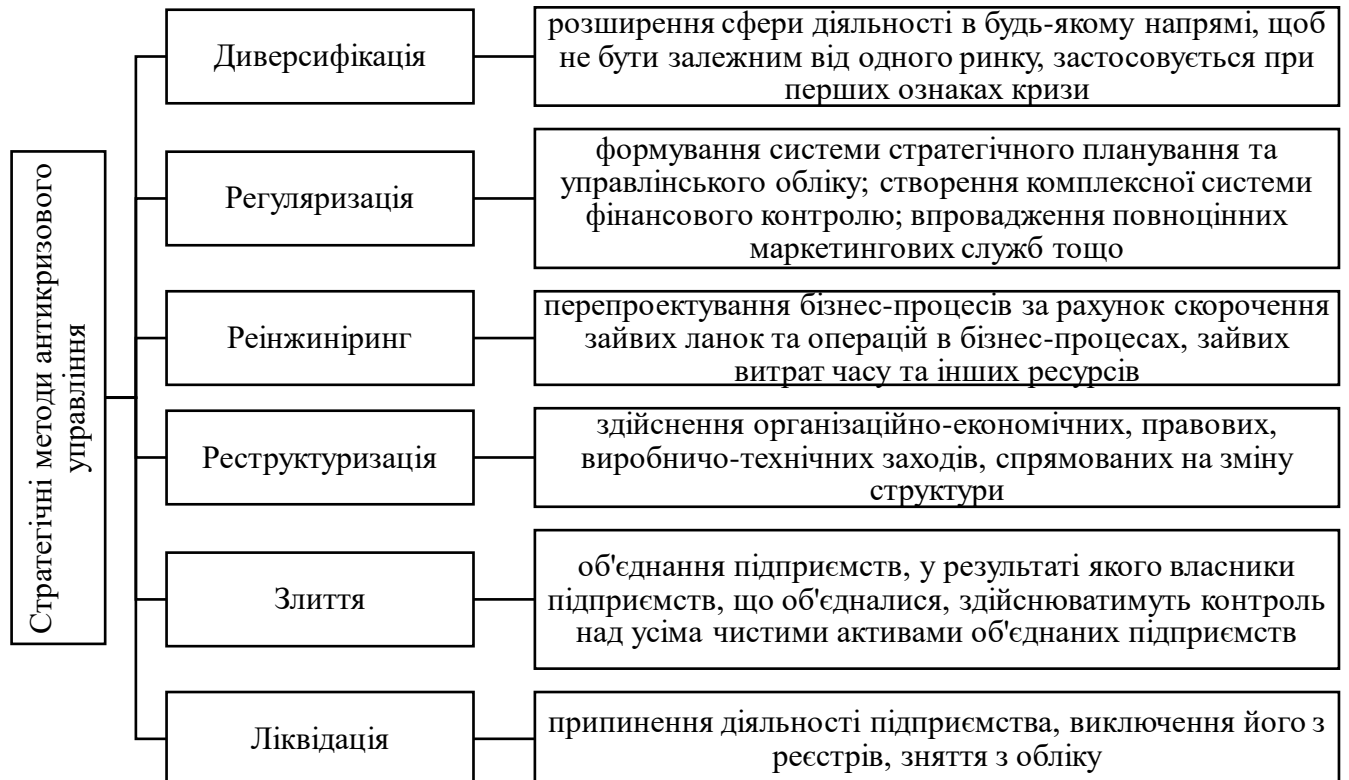 Стратегічні методи антикризового
управління
Диверсифікація
розширення сфери діяльності в будь-якому напрямі, щоб
не бути залежним від одного ринку, застосовується при
перших ознаках кризи
Регуляризація
формування системи стратегічного планування та
управлінського обліку; створення комплексної системи
фінансового контролю; впровадження повноцінних
маркетингових служб тощо
Реінжиніринг
перепроектування бізнес-процесів за рахунок скорочення
зайвих ланок та операцій в бізнес-процесах, зайвих
витрат часу та інших ресурсів
Реструктуризація
здійснення організаційно-економічних, правових,
виробничо-технічних заходів, спрямованих на зміну
структури
Злиття
об'єднання підприємств, у результаті якого власники
підприємств, що об'єдналися, здійснюватимуть контроль
над усіма чистими активами об'єднаних підприємств
Ліквідація
припинення діяльності підприємства, виключення його з
реєстрів, зняття з обліку